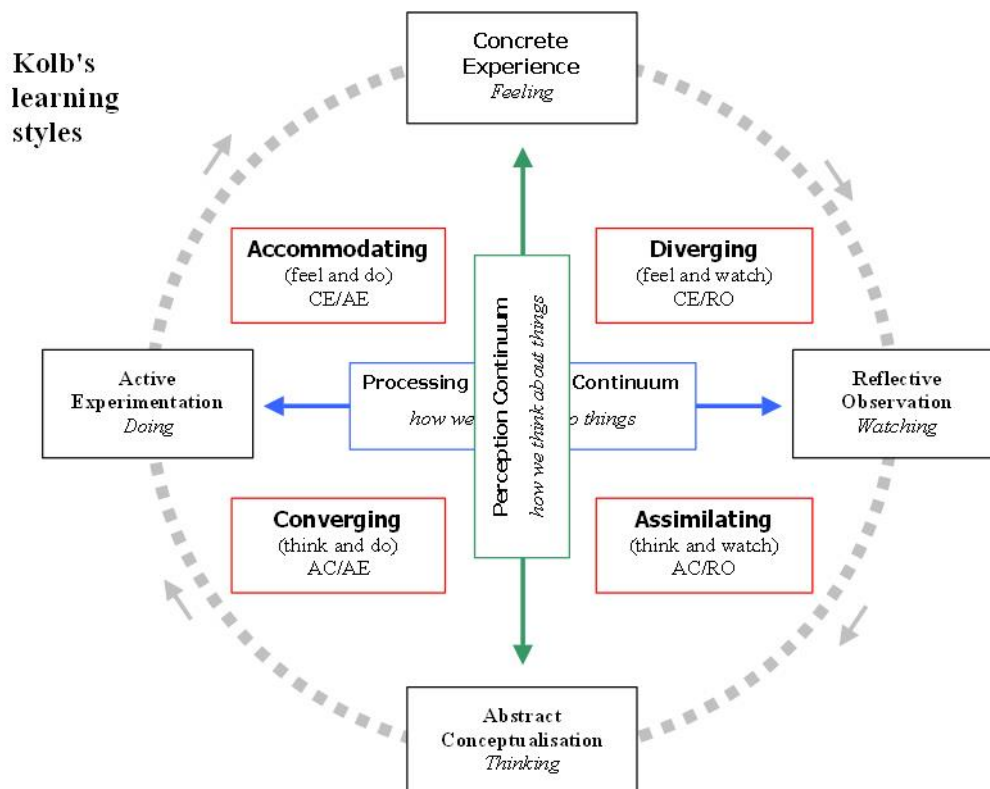 Kolb's
learning
styles
Concrete
Experience
Feeling
Accommodating
(feel and do)
CE/AE
Diverging
(feel and watch)
CE/RO
Perception Continuum
how we think about things
Active
Experimentation
Doing
Processing Continuum
how we o things
Reflective
Observation
Watching
Converging
(think and do)
AC/AE
Assimilating
(think and watch)
AC/RO
Abstract
Conceptualisation
Thinking